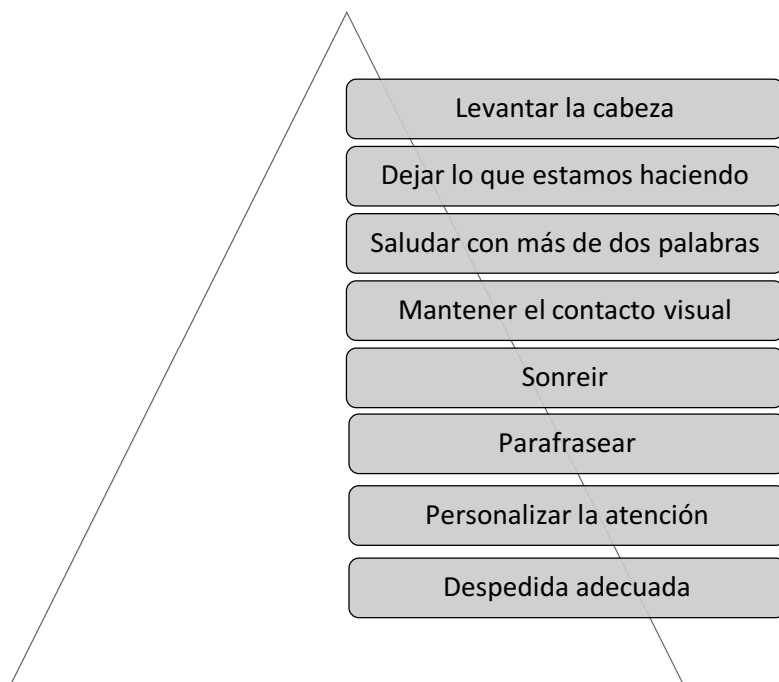 Levantar la cabeza
Dejar lo que estamos haciendo
Saludar con más de dos palabras
Mantener el contacto visual
Sonreir
Parafrasear
Personalizar la atención
Despedida adecuada